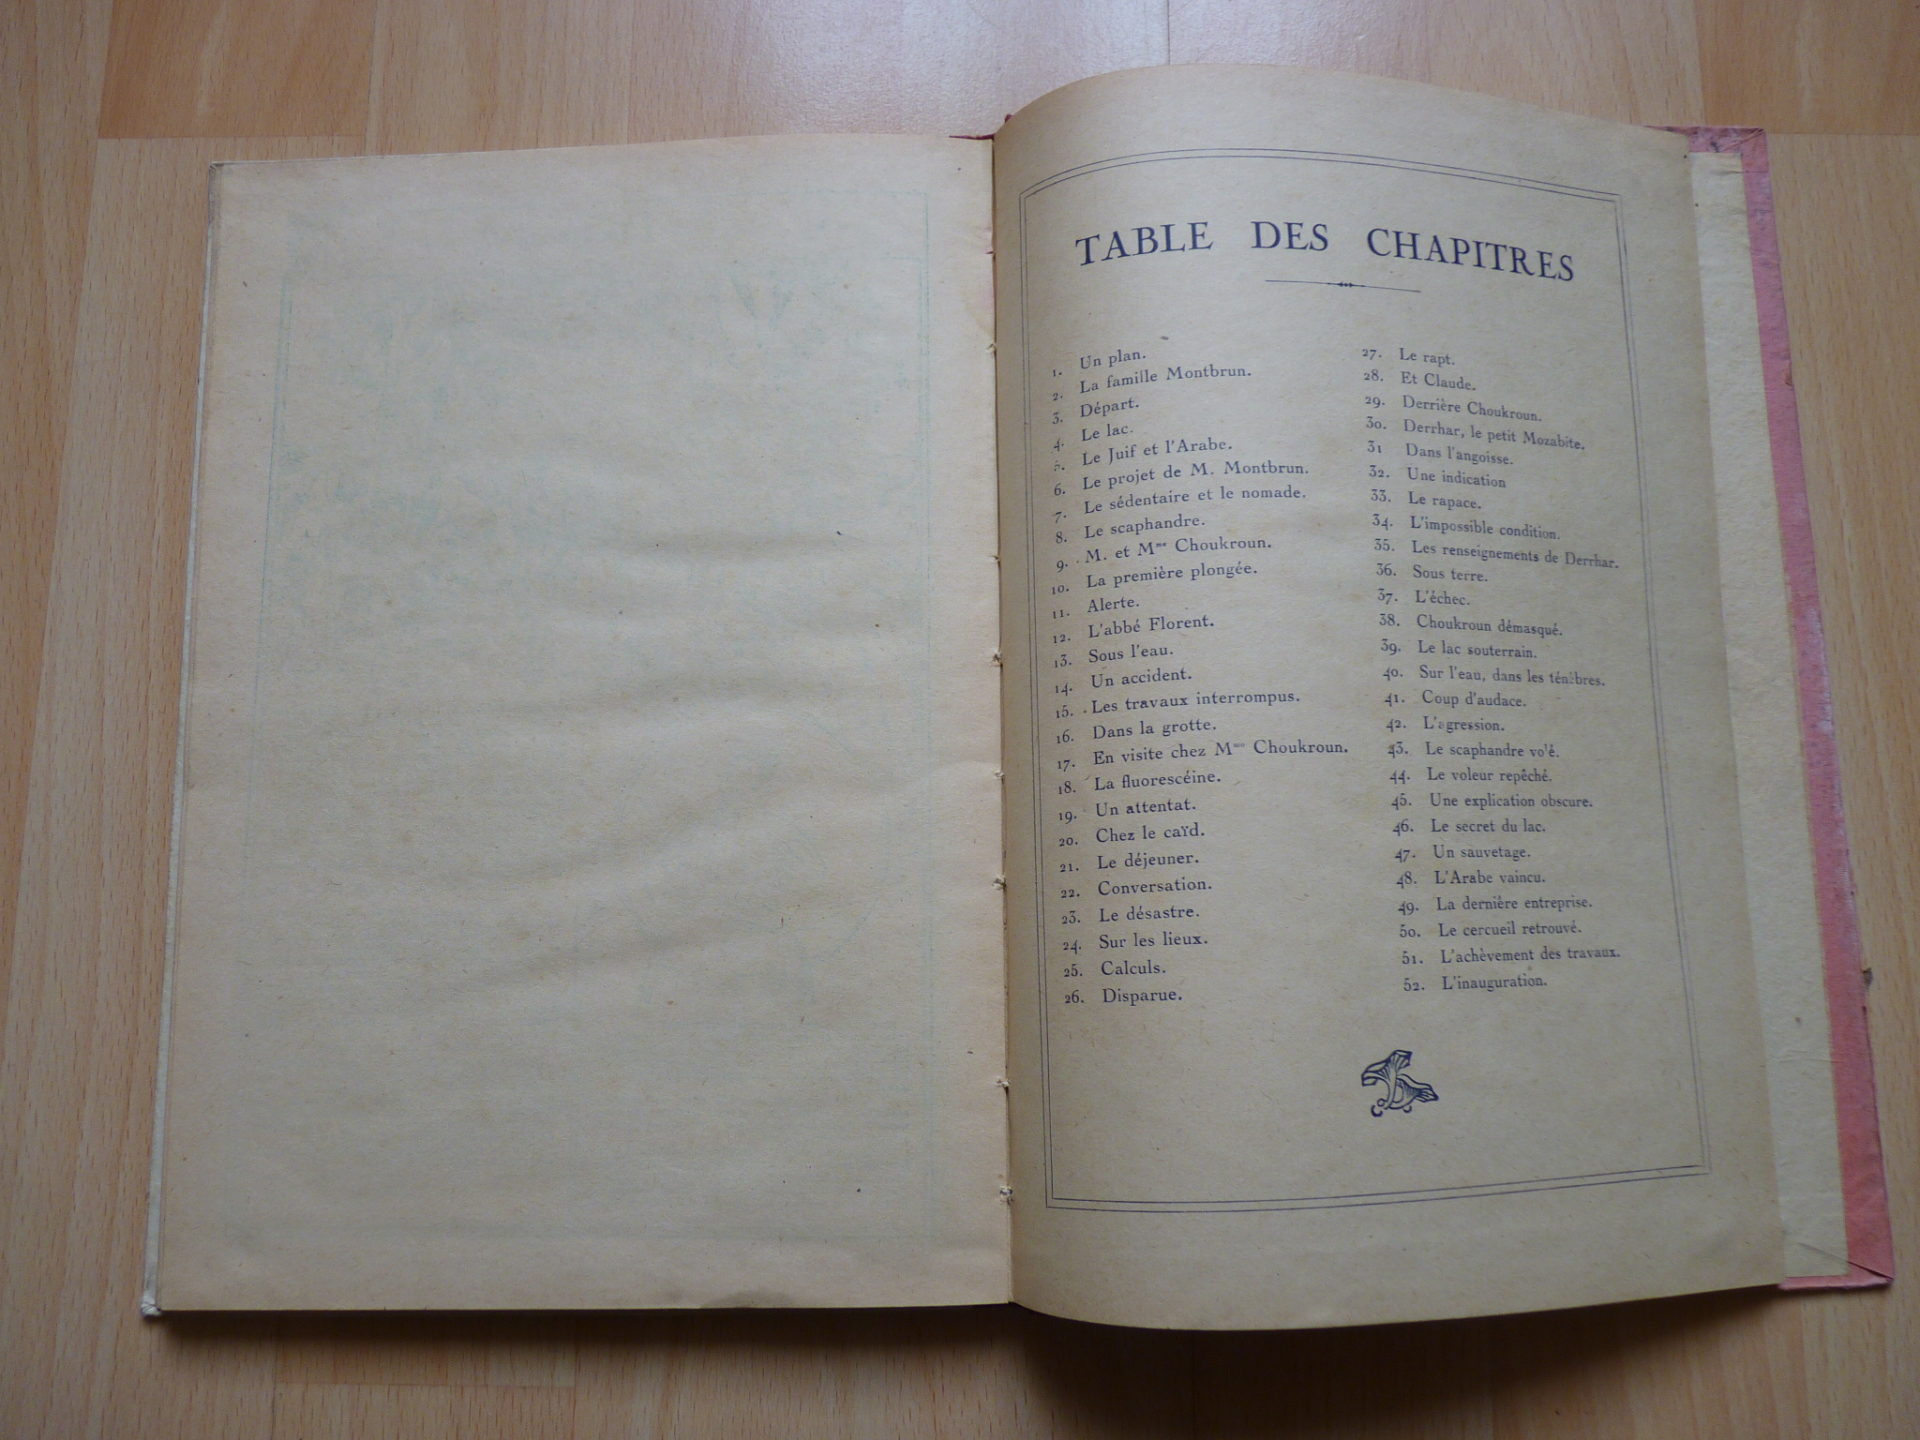 TABLE DES CHAPITRES
1. Un plan.
2. La famille Montbrun.
3. Départ.
4. Le lac.
5. Le Juif et l'Arabe.
6. Le projet de M. Montbrun.
7. Le sédentaire et le nomade.
8. Le scaphandre.
9. M. et Mme Choukroun.
10. La première plongée.
11. Alerte.
12. L'abbé Florent.
13. Sous l'eau.
14. Un accident.
15. Les travaux interrompus.
16. Dans la grotte.
17. En visite chez Mme Choukroun.
18. La fluorescéine.
19. Un attentat.
20. Chez le caïd.
21. Le déjeuner.
22. Conversation.
23. Le désastre.
24. Sur les lieux.
25. Calculs.
26. Disparue.
27. Le rapt.
28. Et Claude.
29. Derrière Choukroun.
30. Derrhar, le petit Mozabite.
31 Dans l'angoisse.
32. Une indication
33. Le rapace.
34. L'impossible condition.
35. Les renseignements de Derrhar.
36. Sous terre.
37. L'échec.
38. Choukroun démasqué.
39. Le lac souterrain.
40. Sur l'eau, dans les ténèbres.
41. Coup d'audace.
42. L'agression.
43. Le scaphandre volé.
44. Le voleur repêché.
45. Une explication obscure.
46. Le secret du lac.
47. Un sauvetage.
48. L'Arabe vaincu.
49. La dernière entreprise.
50. Le cercueil retrouvé.
51. L'achèvement des travaux.
52. L'inauguration.